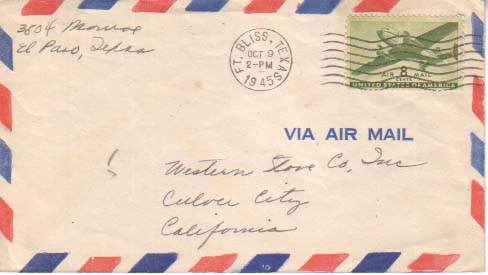 3804 Monroe
El Paso, Texas
FT. BLISS, TEXAS
OCT 9
2-PM
1945
AIR 8 MAIL
CENTS
UNITED STATES OF AMERICA
VIA AIR MAIL
Western Stove Co, Inc
Culver City
California